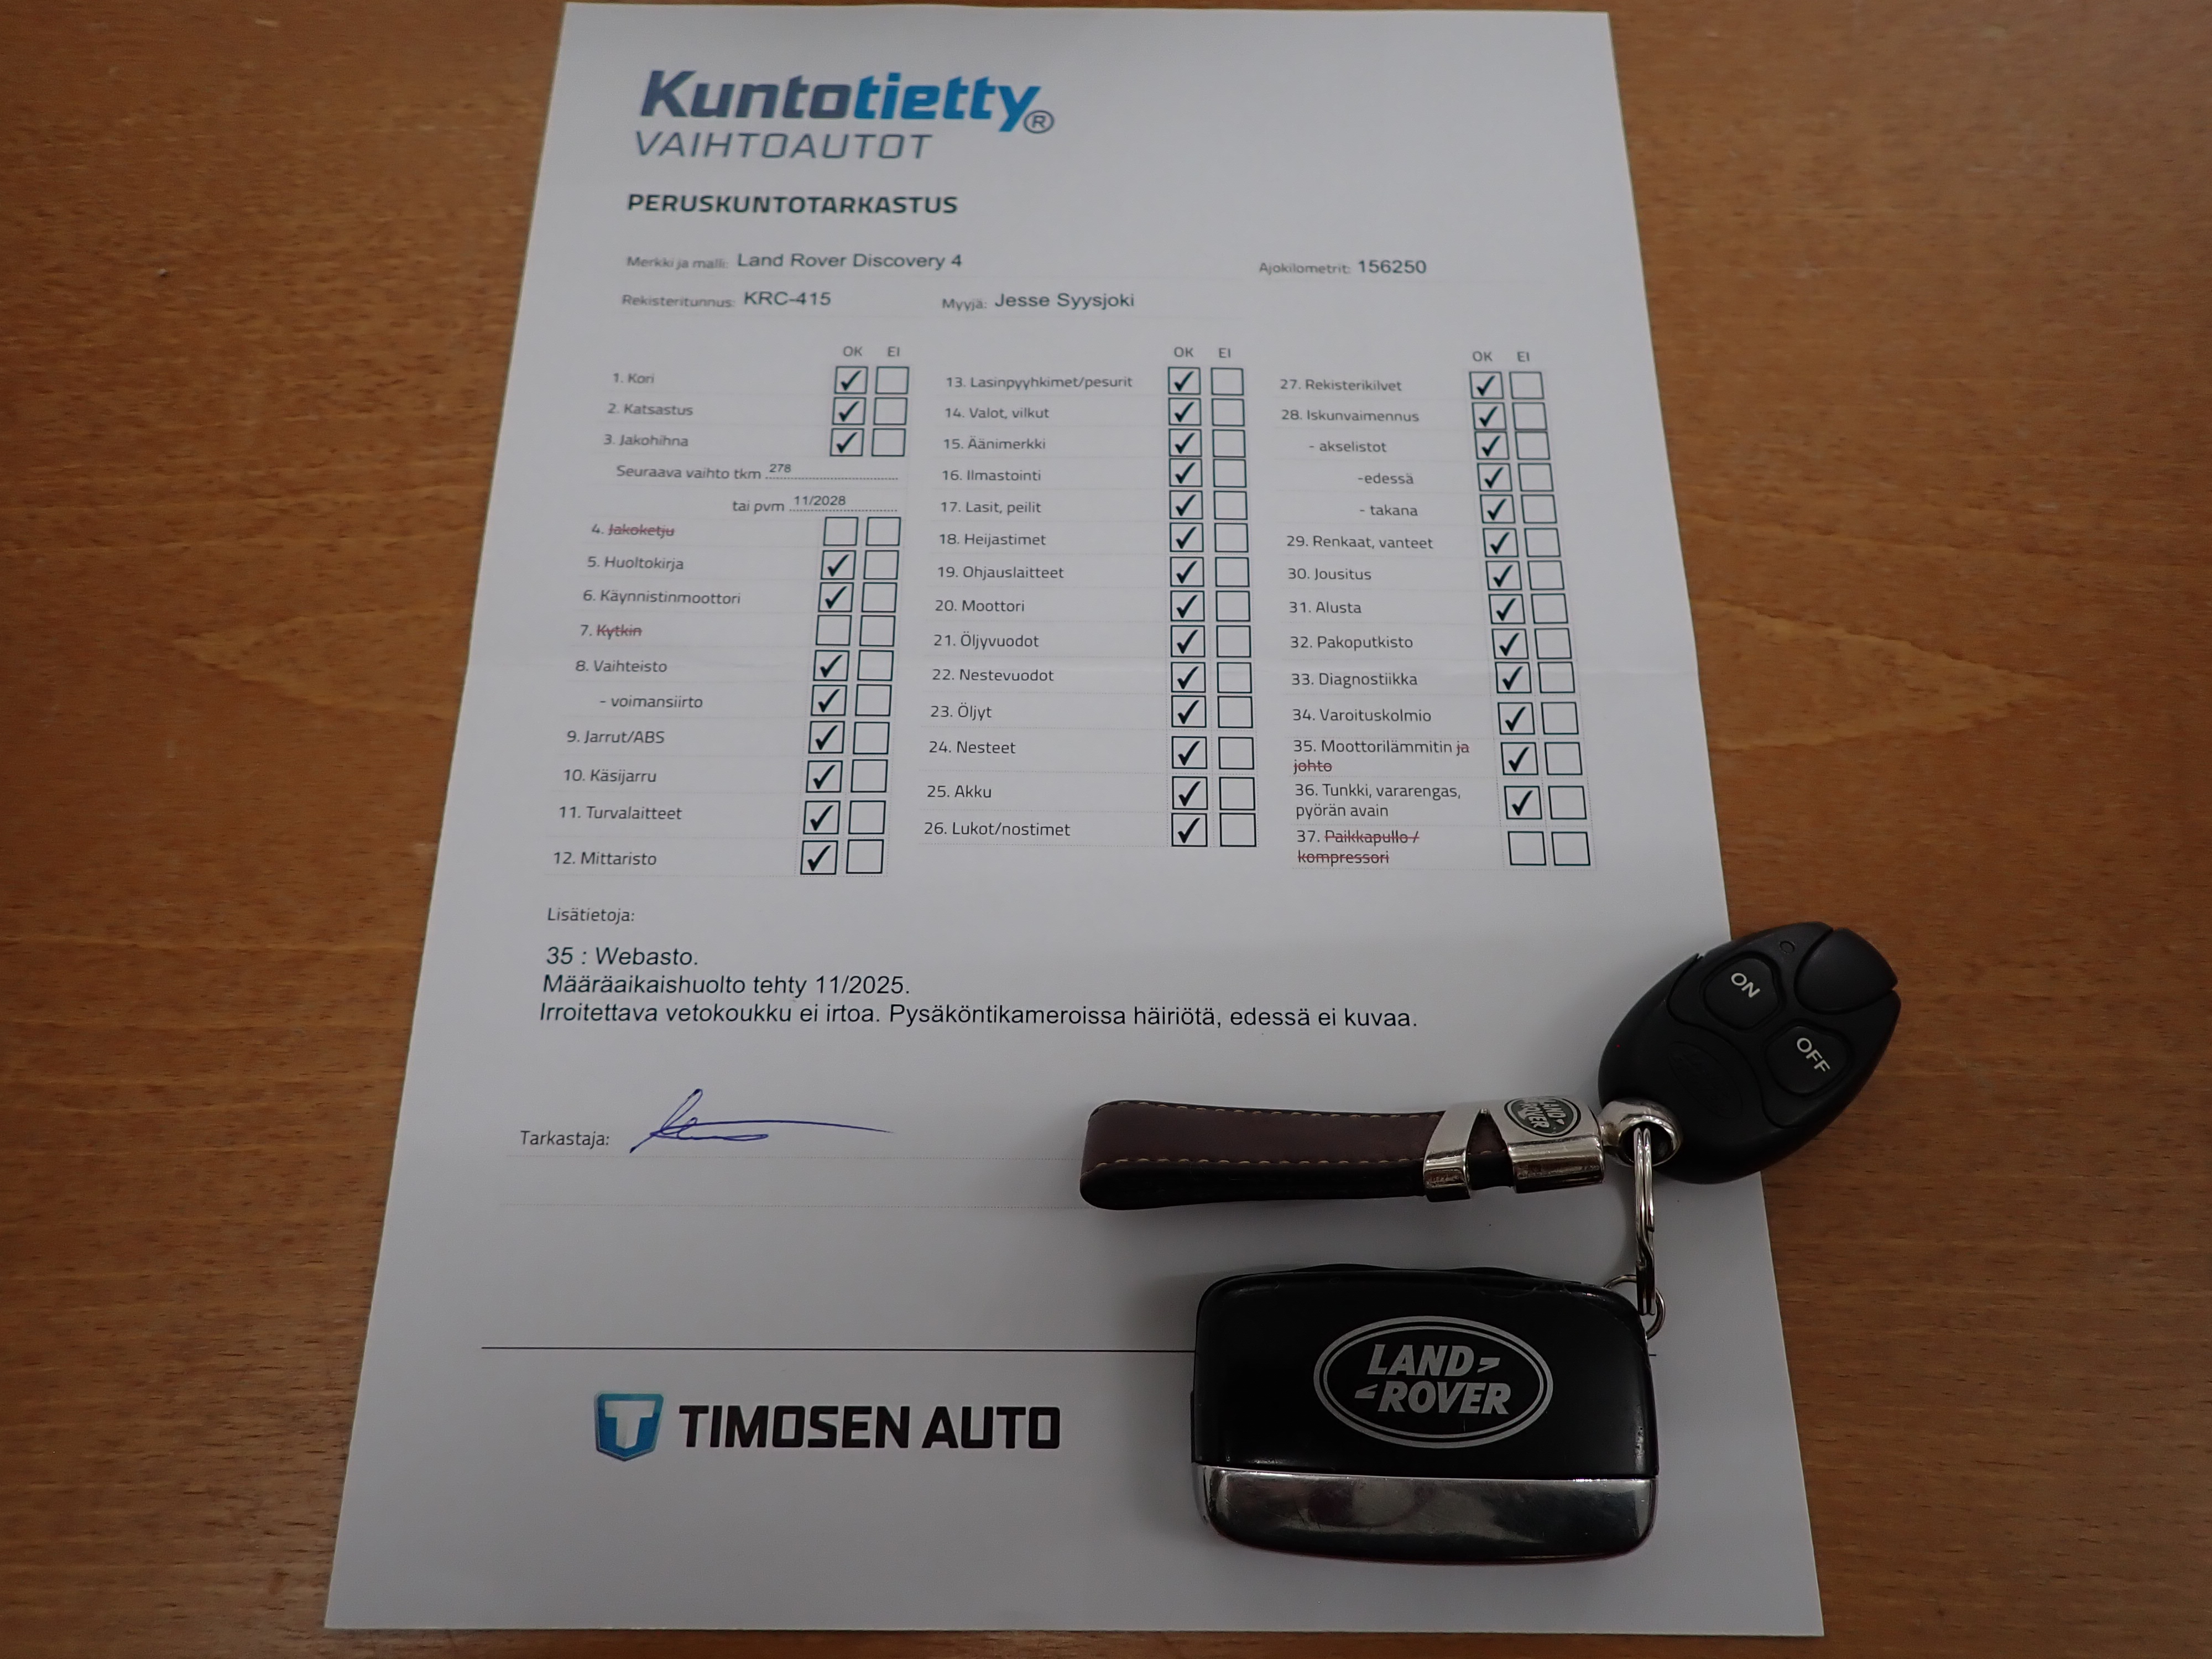 Kuntotietty®
VAIHTOAUTOT
PERUSKUNTOTARKASTUS
Merkki ja malli: Land Rover Discovery 4
Ajokilometrit: 156250
Rekisteritunnus: KRC-415
Myyjä: Jesse Syysjoki
OK EI
1. Kori
2. Katsastus
3. Jakohihna
Seuraava vaihto tkm 278
tai pvm 11/2028
4. Jakoketju
5. Huoltokirja
6. Käynnistinmoottori
7. Kytkin
8. Vaihteisto
- voimansiirto
9. Jarrut/ABS
10. Käsijarru
11. Turvalaitteet
12. Mittaristo
OK EI
13. Lasinpyyhkimet/pesurit
14. Valot, vilkut
15. Äänimerkki
16. Ilmastointi
17. Lasit, peilit
18. Heijastimet
19. Ohjauslaitteet
20. Moottori
21. Öljyvuodot
22. Nestevuodot
23. Öljyt
24. Nesteet
25. Akku
26. Lukot/nostimet
OK EI
27. Rekisterikilvet
28. Iskunvaimennus
- akselistot
-edessä
- takana
29. Renkaat, vanteet
30. Jousitus
31. Alusta
32. Pakoputkisto
33. Diagnostiikka
34. Varoituskolmio
35. Moottorilämmitin ja
johto
36. Tunkki, vararengas,
pyörän avain
37. Paikkapullo /
kompressori
Lisätietoja:
35 : Webasto.
Määräaikaishuolto tehty 11/2025.
Irroitettava vetokoukku ei irtoa. Pysäköntikameroissa häiriötä, edessä ei kuvaa.
Tarkastaja:
ON
OFF
LAND
ROVER
LAND
ROVER
T TIMOSEN AUTO